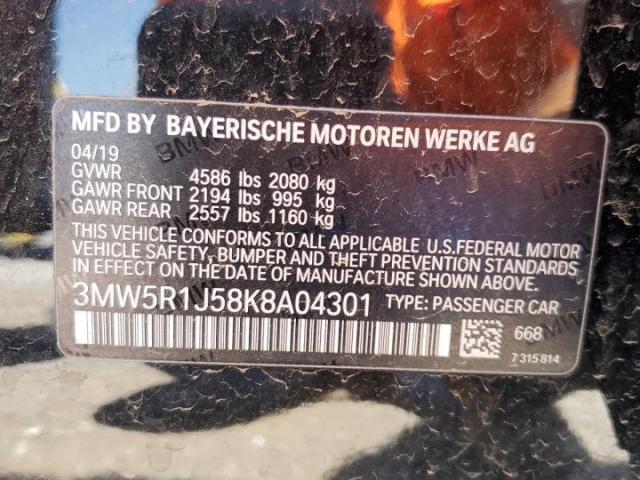 MFD BY BAYERISCHE MOTOREN WERKE AG
04/19
GVWR 4586 lbs 2080 kg
GAWR FRONT 2194 lbs 995 kg
GAWR REAR 2557 lbs 1160 kg
THIS VEHICLE CONFORMS TO ALL APPLICABLE U.S.FEDERAL MOTOR
VEHICLE SAFETY, BUMPER AND THEFT PREVENTION STANDARDS
IN EFFECT ON THE DATE OF MANUFACTURE SHOWN ABOVE.
3MW5R1J58K8A04301 TYPE: PASSENGER CAR
668
7 315 814